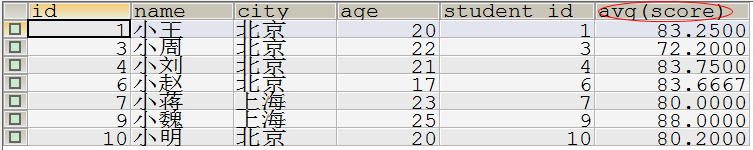 id name city age student_id avg(score)
1 小王 北京 20 1 83.2500
3 小周 北京 22 3 72.2000
4 小刘 北京 21 4 83.7500
6 小赵 北京 17 6 83.6667
7 小蒋 上海 23 7 80.0000
9 小魏 上海 25 9 88.0000
10 小明 北京 20 10 80.2000